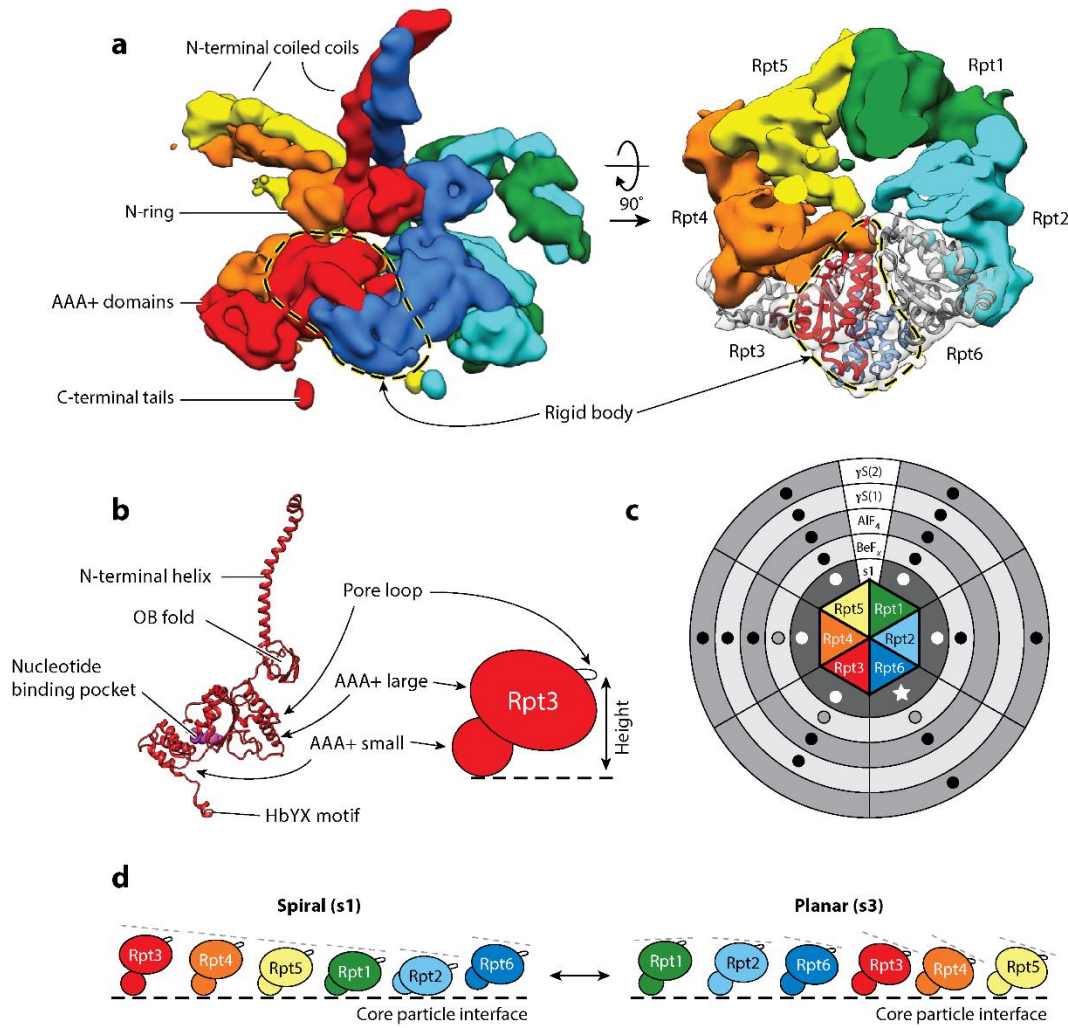 a
N-terminal coiled coils
N-ring
AAA+ domains
C-terminal tails
90°
Rpt5
Rpt1
Rpt4
Rpt2
Rpt3
Rpt6
Rigid body
b
N-terminal helix
OB fold
Nucleotide
binding pocket
Pore loop
AAA+ large
AAA+ small
HbYX motif
Rpt3
Height
c
γS(2)
γS(1)
AlF4
BeFx
s1
Rpt5
Rpt1
Rpt4
Rpt2
Rpt3
Rpt6
d
Spiral (s1)
Planar (s3)
Rpt3
Rpt4
Rpt5
Rpt1
Rpt2
Rpt6
Rpt1
Rpt2
Rpt6
Rpt3
Rpt4
Rpt5
Core particle interface
Core particle interface